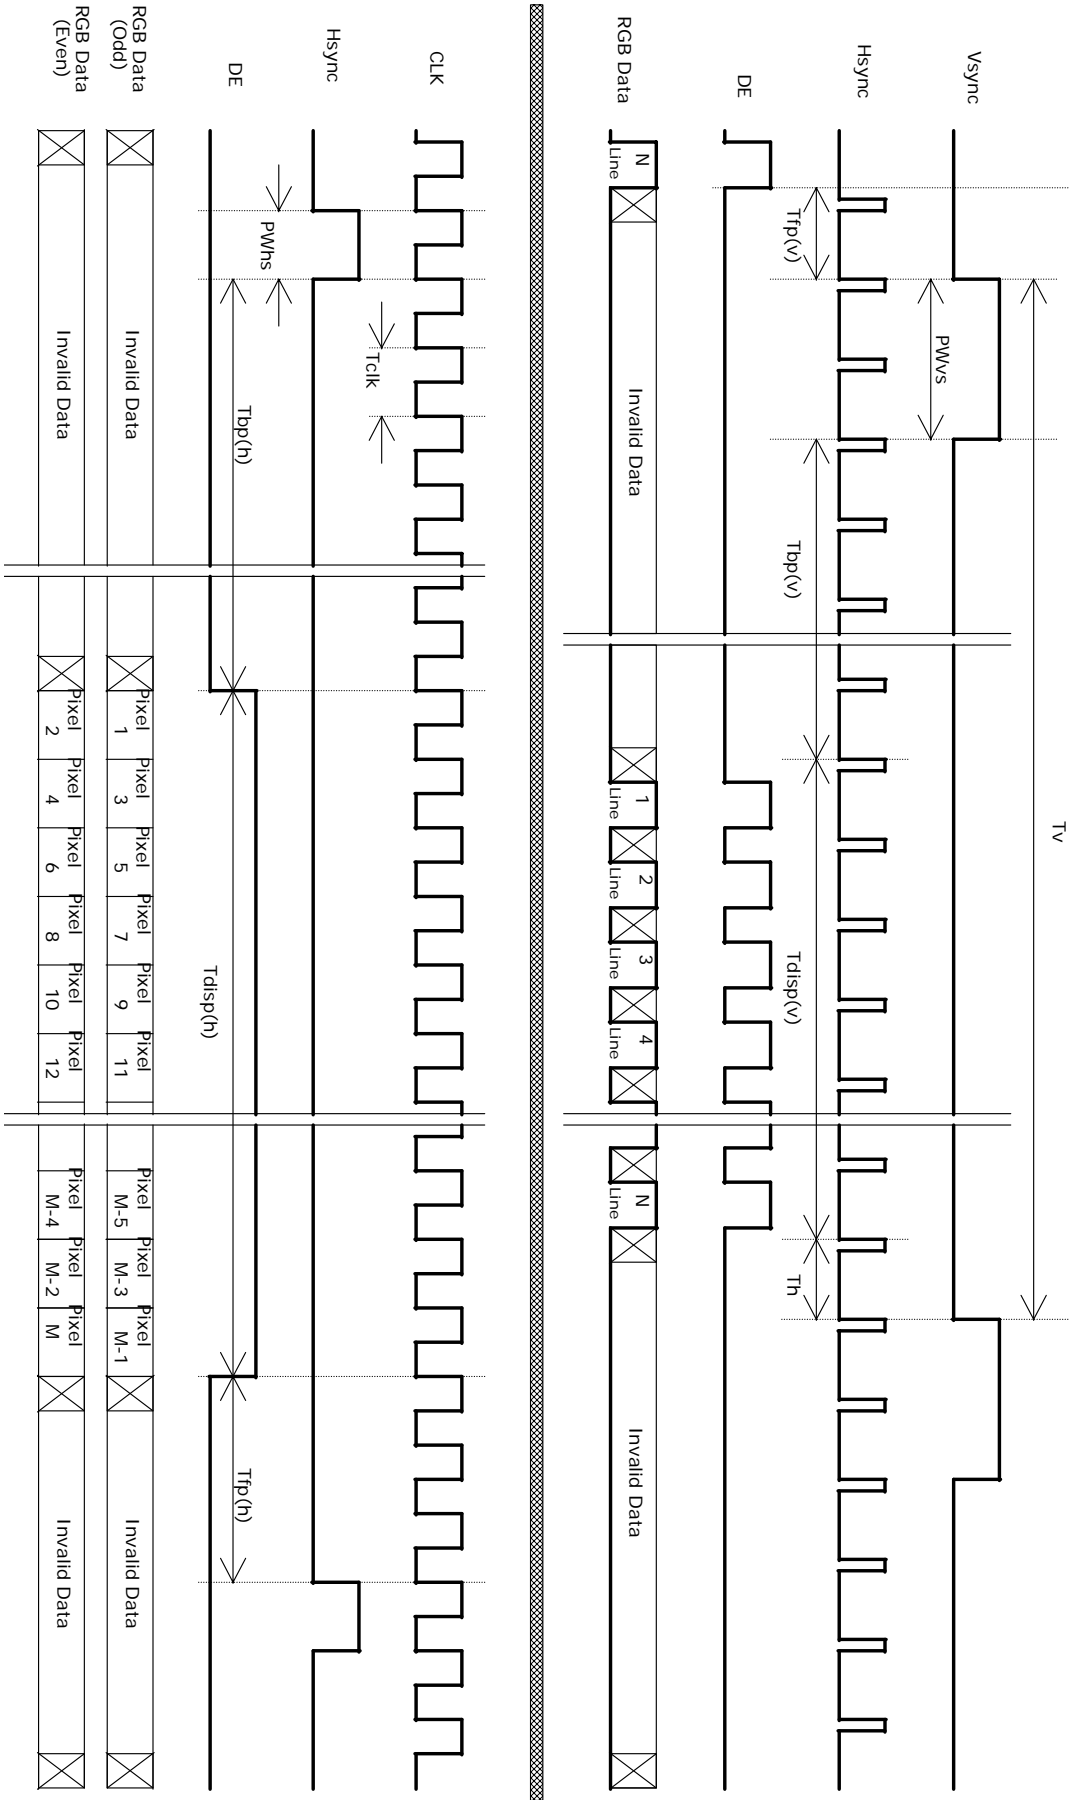 Vsync
Tv
PWvs
Hsync
Tfp(v)
Tbp(v)
Tdisp(v)
Th
DE
RGB Data
N
Line
Invalid Data
1
Line
2
Line
3
Line
4
Line
N
Line
Invalid Data
CLK
Tclk
Hsync
PWhs
DE
Tbp(h)
Tdisp(h)
Tfp(h)
RGB Data
(Odd)
Invalid Data
Pixel
1
Pixel
3
Pixel
5
Pixel
7
Pixel
9
Pixel
11
Pixel
M-5
Pixel
M-3
Pixel
M-1
Invalid Data
RGB Data
(Even)
Invalid Data
Pixel
2
Pixel
4
Pixel
6
Pixel
8
Pixel
10
Pixel
12
Pixel
M-4
Pixel
M-2
Pixel
M
Invalid Data